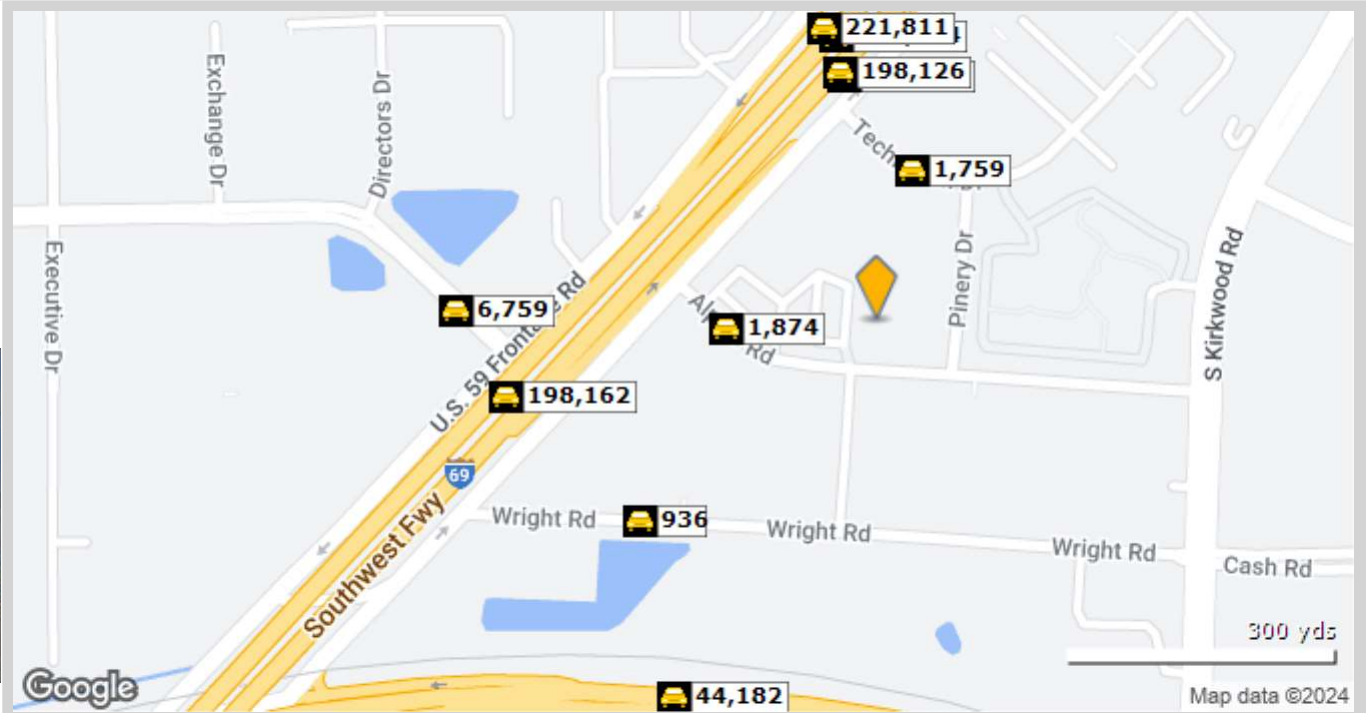 221,811
198,126
Exchange Dr
Directors Dr
1,759
Executive Dr
Pinery Dr
S Kirkwood Rd
6,759
1,874
Rd
198,162
69
Southwest Fwy
Wright Rd
936
Wright Rd
Wright Rd
Cash Rd
300 yds
44,182
Google
Map data ©2024